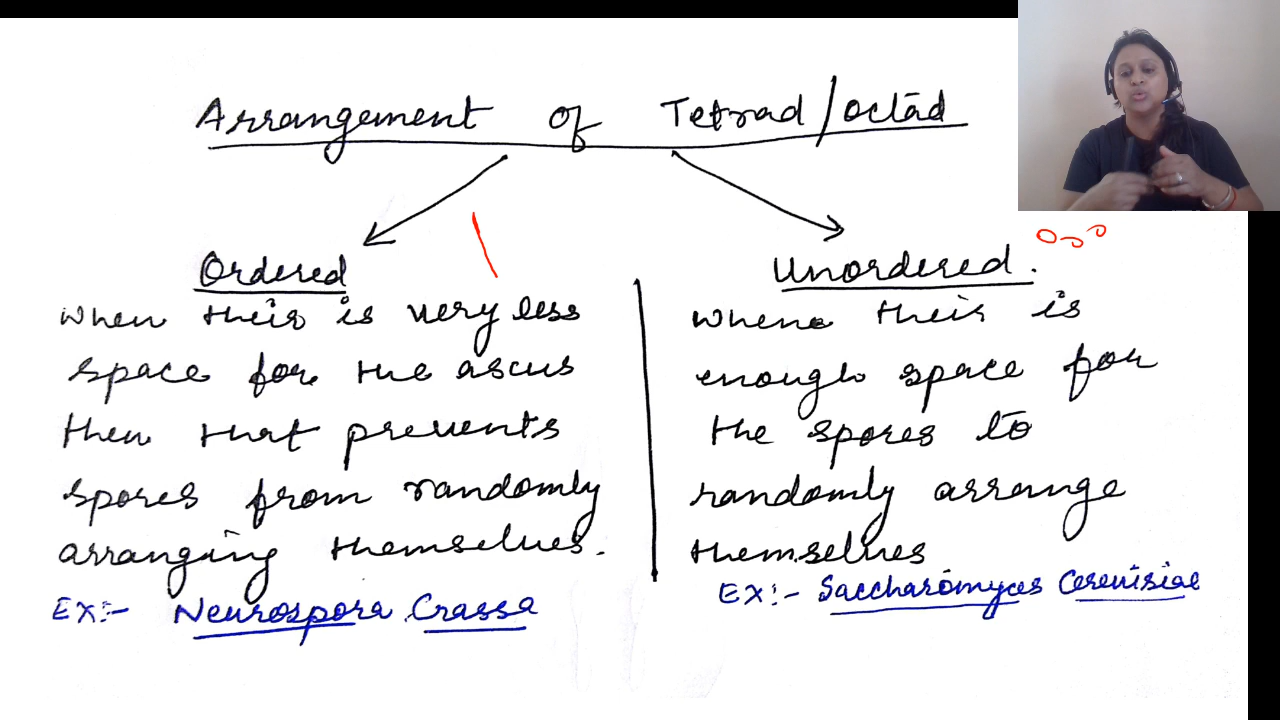 Arrangement of Tetrad/octad
Ordered
when their is very less
space for the ascus
then that prevents
spores from randomly
arranging themselves.
Ex:- Neurospora Crassa
Unordered.
when their is
enough space for
the spores to
randomly arrange
themselves
Ex:- Saccharomyces Cerevisiae